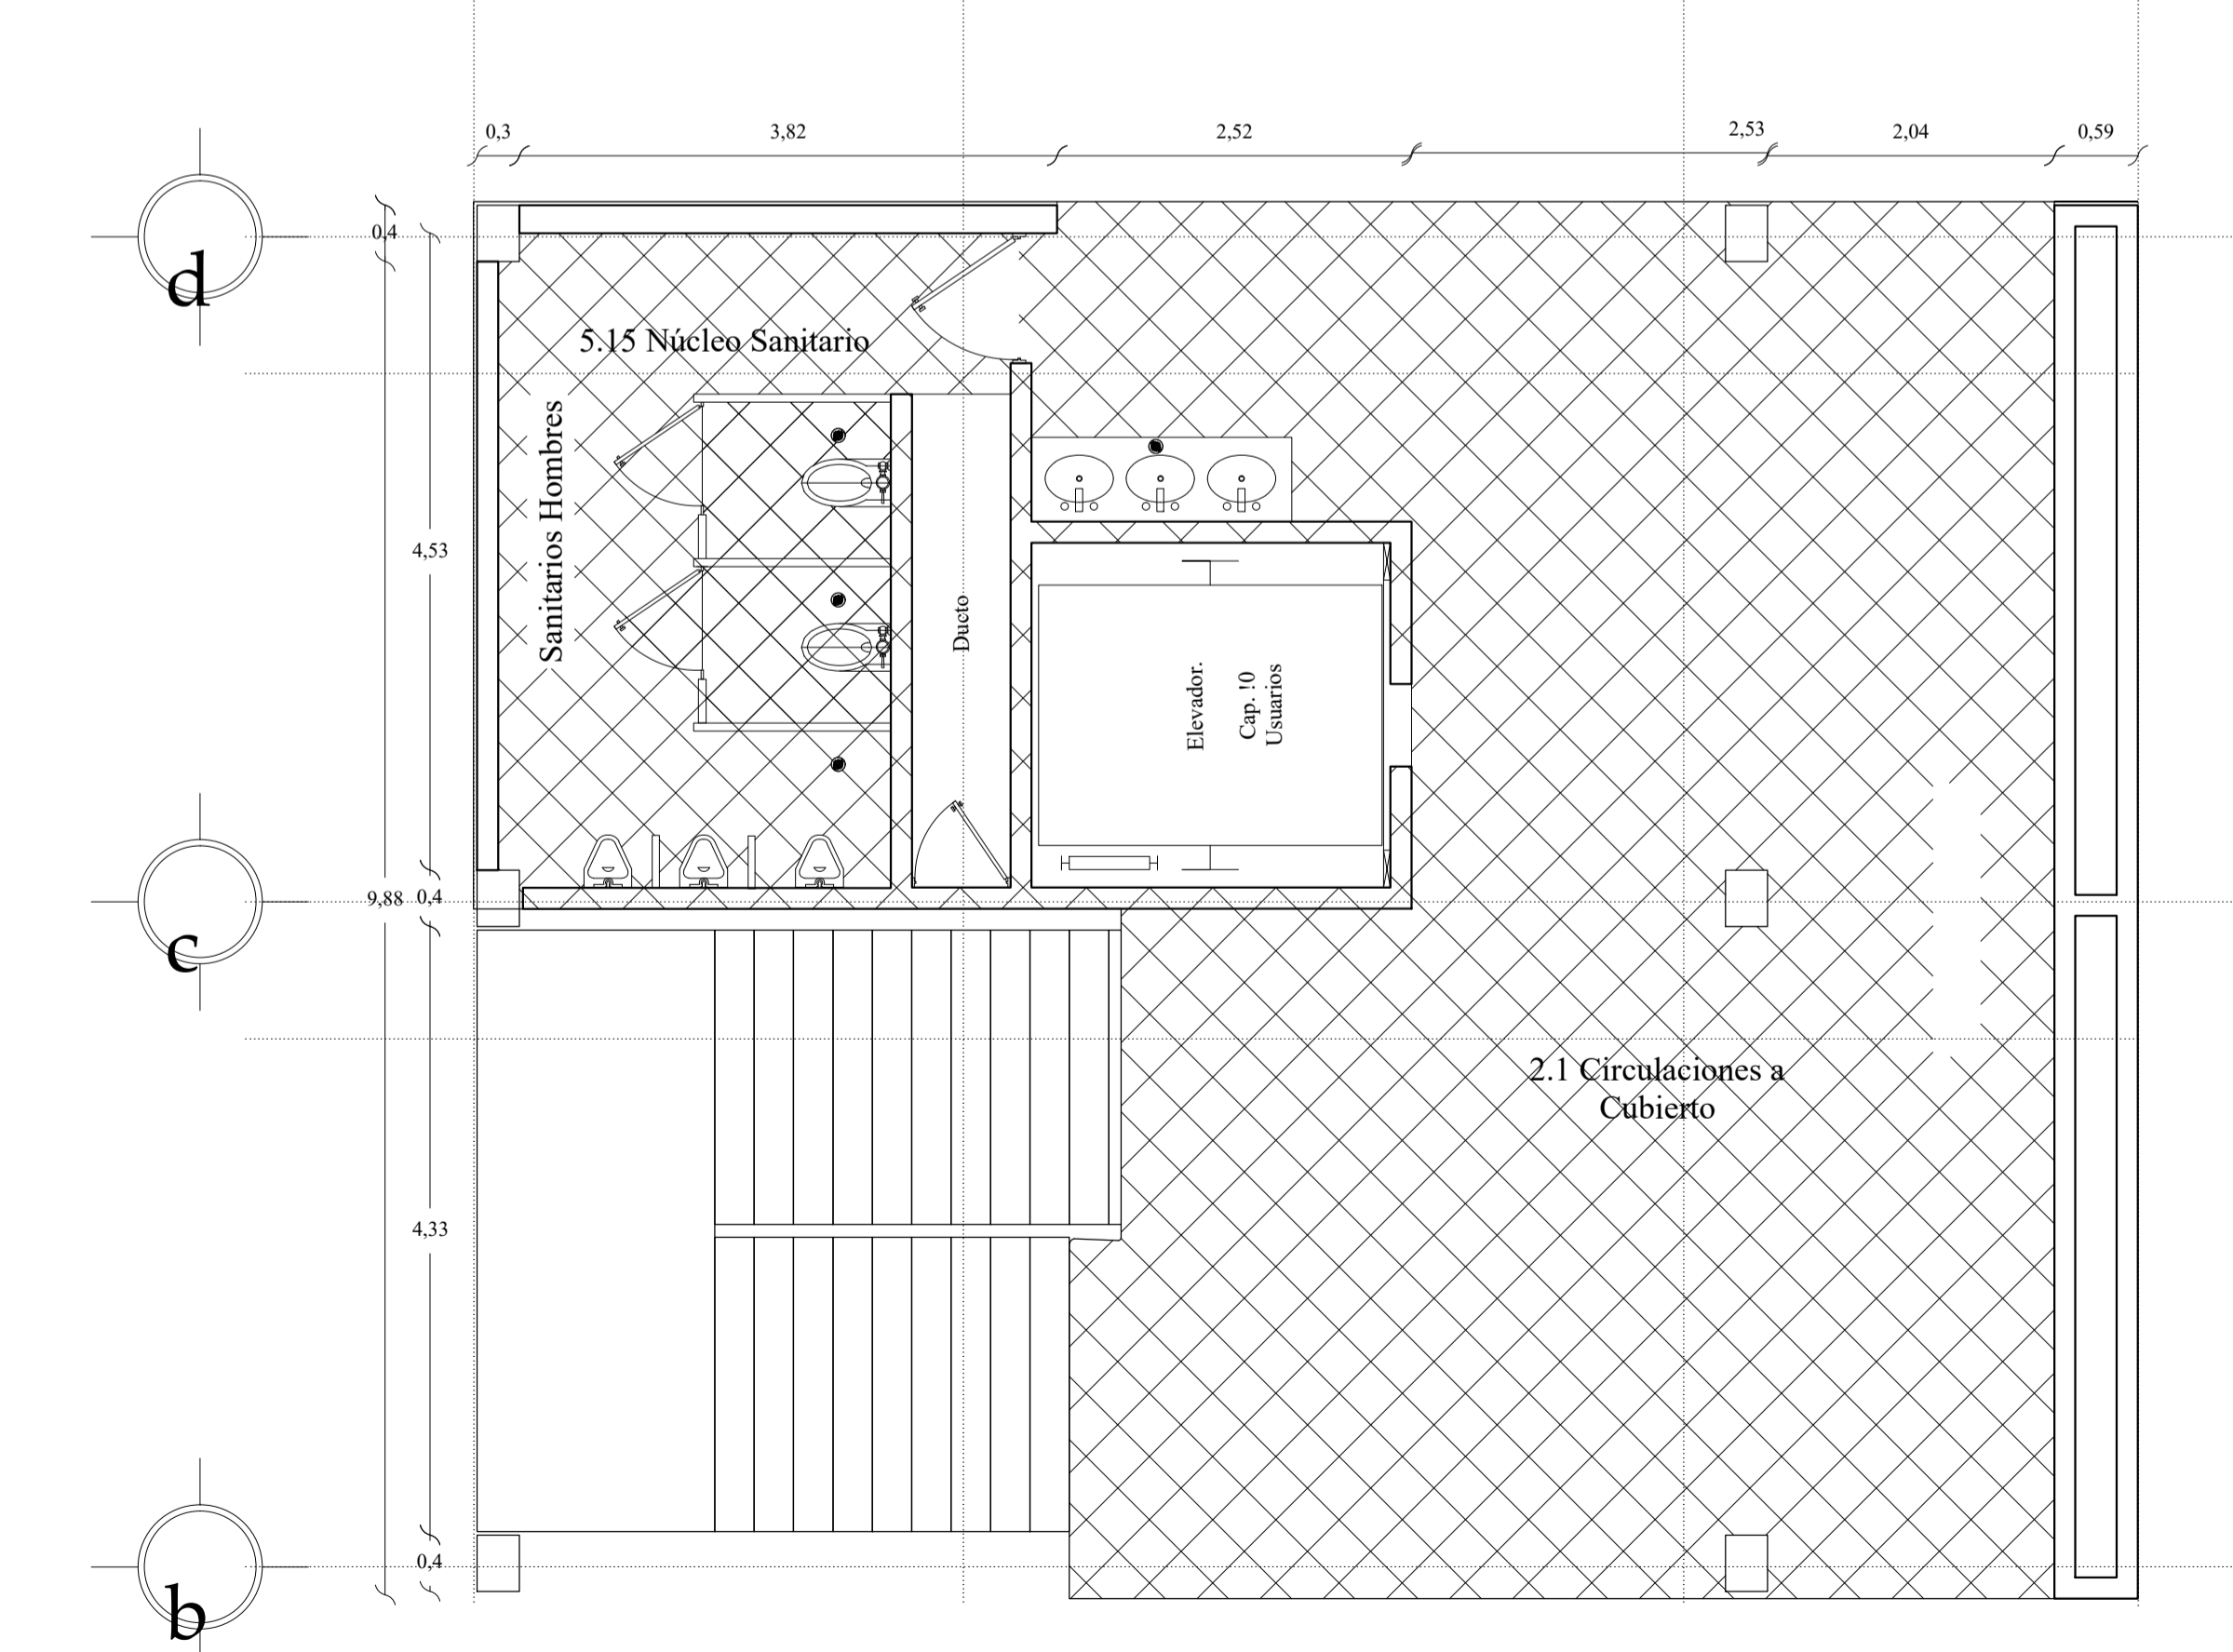 0,3
3,82
2,52
2,53
2,04
0,59
0,4
d
5.15 Núcleo Sanitario
Sanitarios Hombres
4,53
Ducto
Elevador.
Cap. !0
Usuarios
9,88
0,4
c
2.1 Circulaciones a
Cubierto
4,33
0,4
b